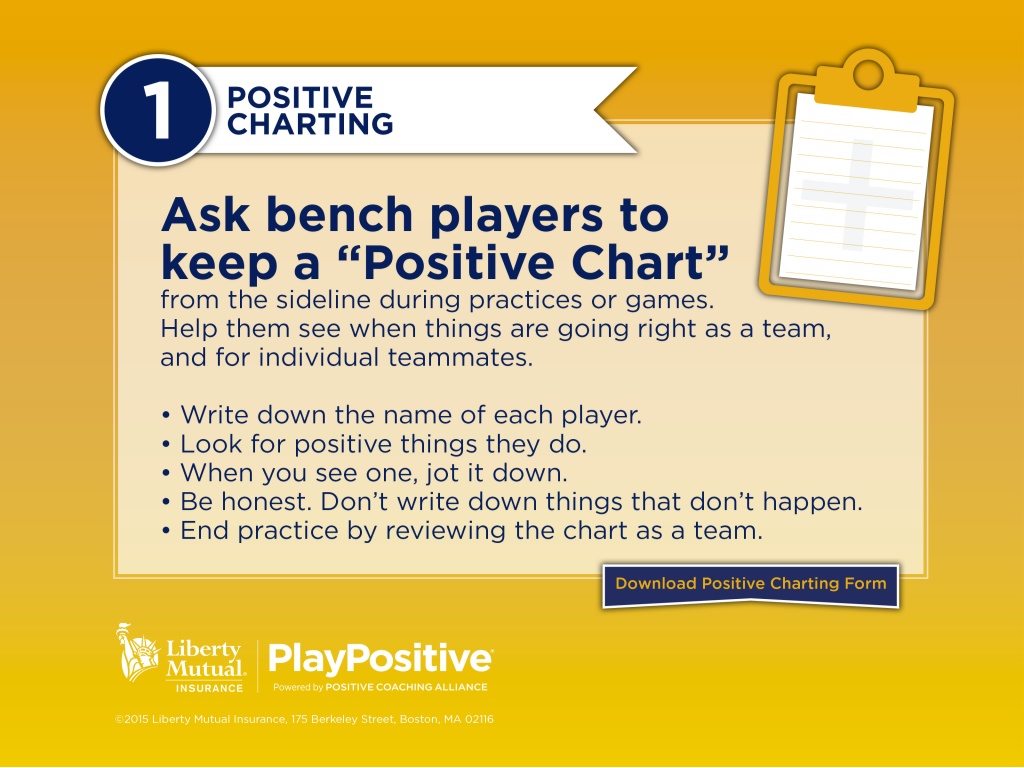 1
POSITIVE
CHARTING
Ask bench players to
keep a “Positive Chart”
from the sideline during practices or games.
Help them see when things are going right as a team,
and for individual teammates.
• Write down the name of each player.
• Look for positive things they do.
• When you see one, jot it down.
• Be honest. Don’t write down things that don’t happen.
• End practice by reviewing the chart as a team.
Download Positive Charting Form
Liberty
Mutual®
INSURANCE
PlayPositive®
Powered by POSITIVE COACHING ALLIANCE
©2015 Liberty Mutual Insurance, 175 Berkeley Street, Boston, MA 02116